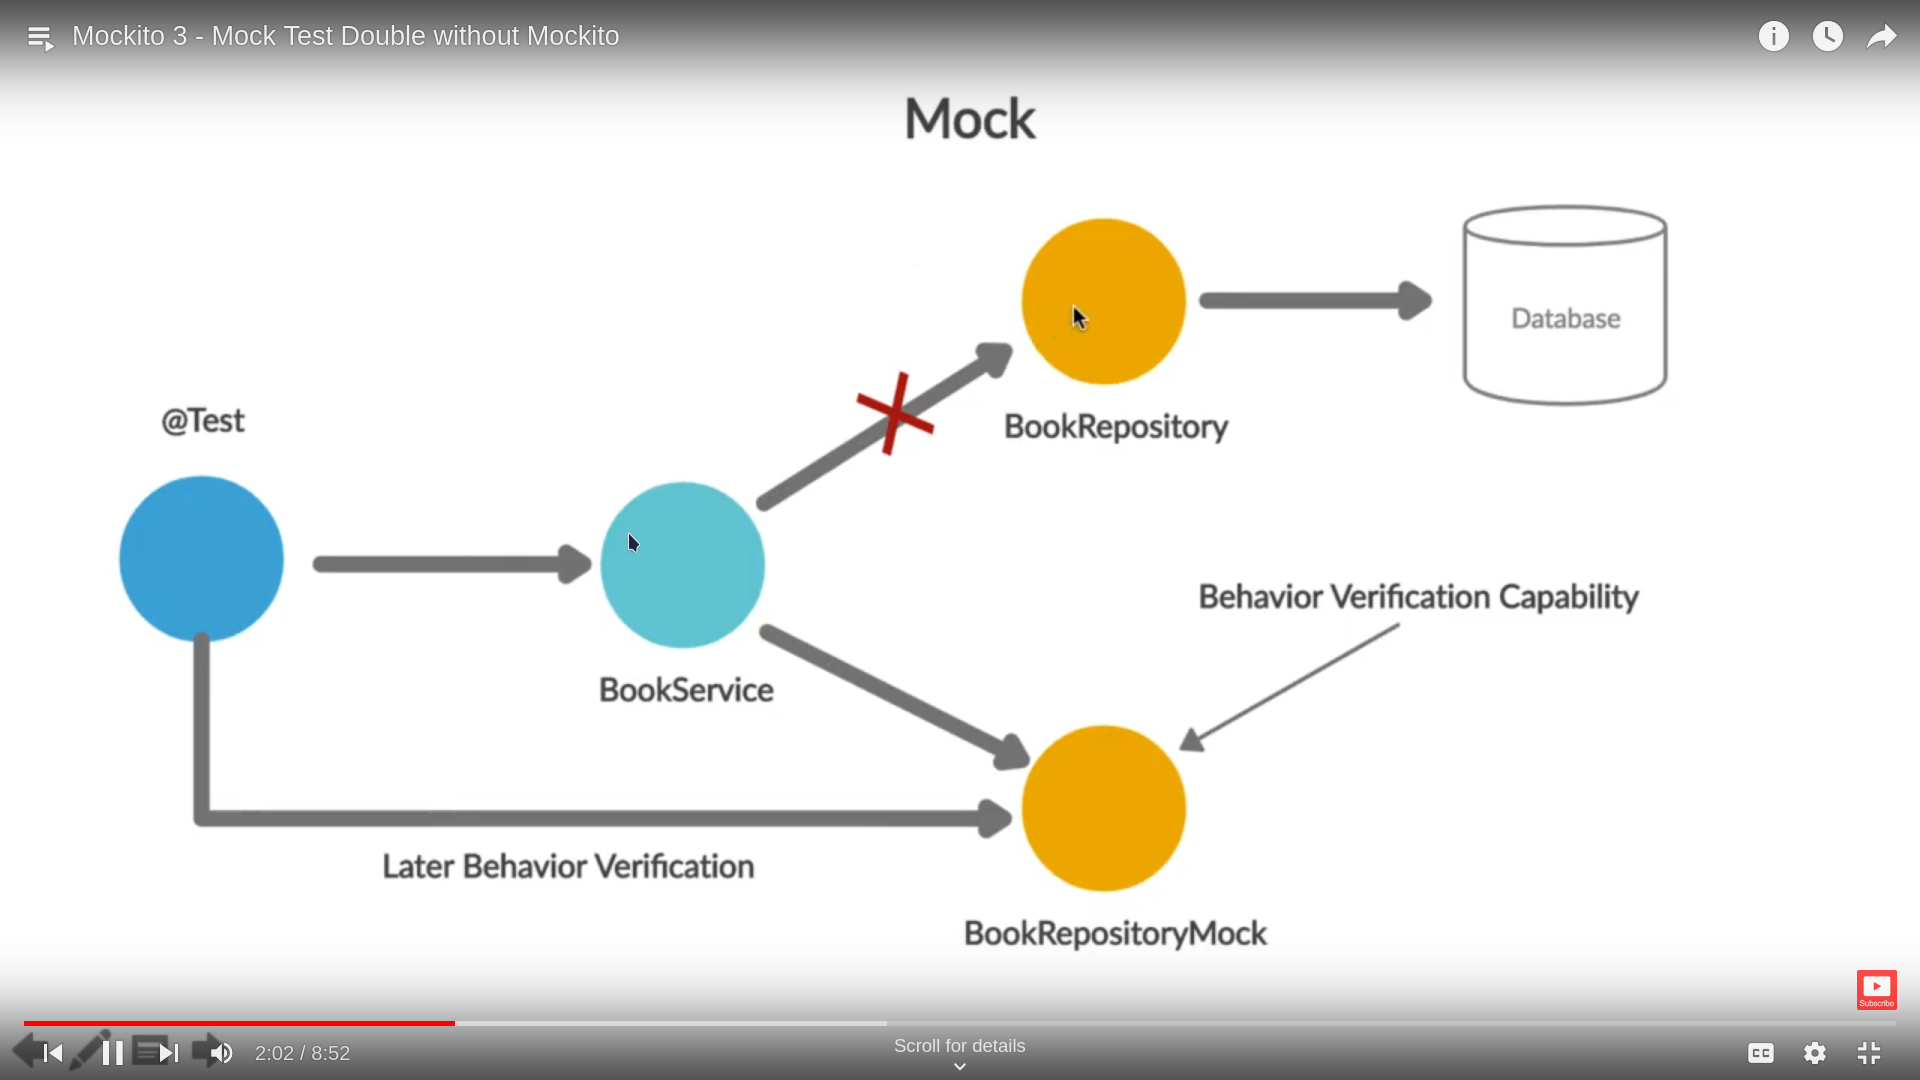 Mockito 3 - Mock Test Double without Mockito
Mock
Database
@Test
BookRepository
Behavior Verification Capability
BookService
Later Behavior Verification
BookRepositoryMock
Subscribe
2:02 / 8:52
Scroll for details
CC